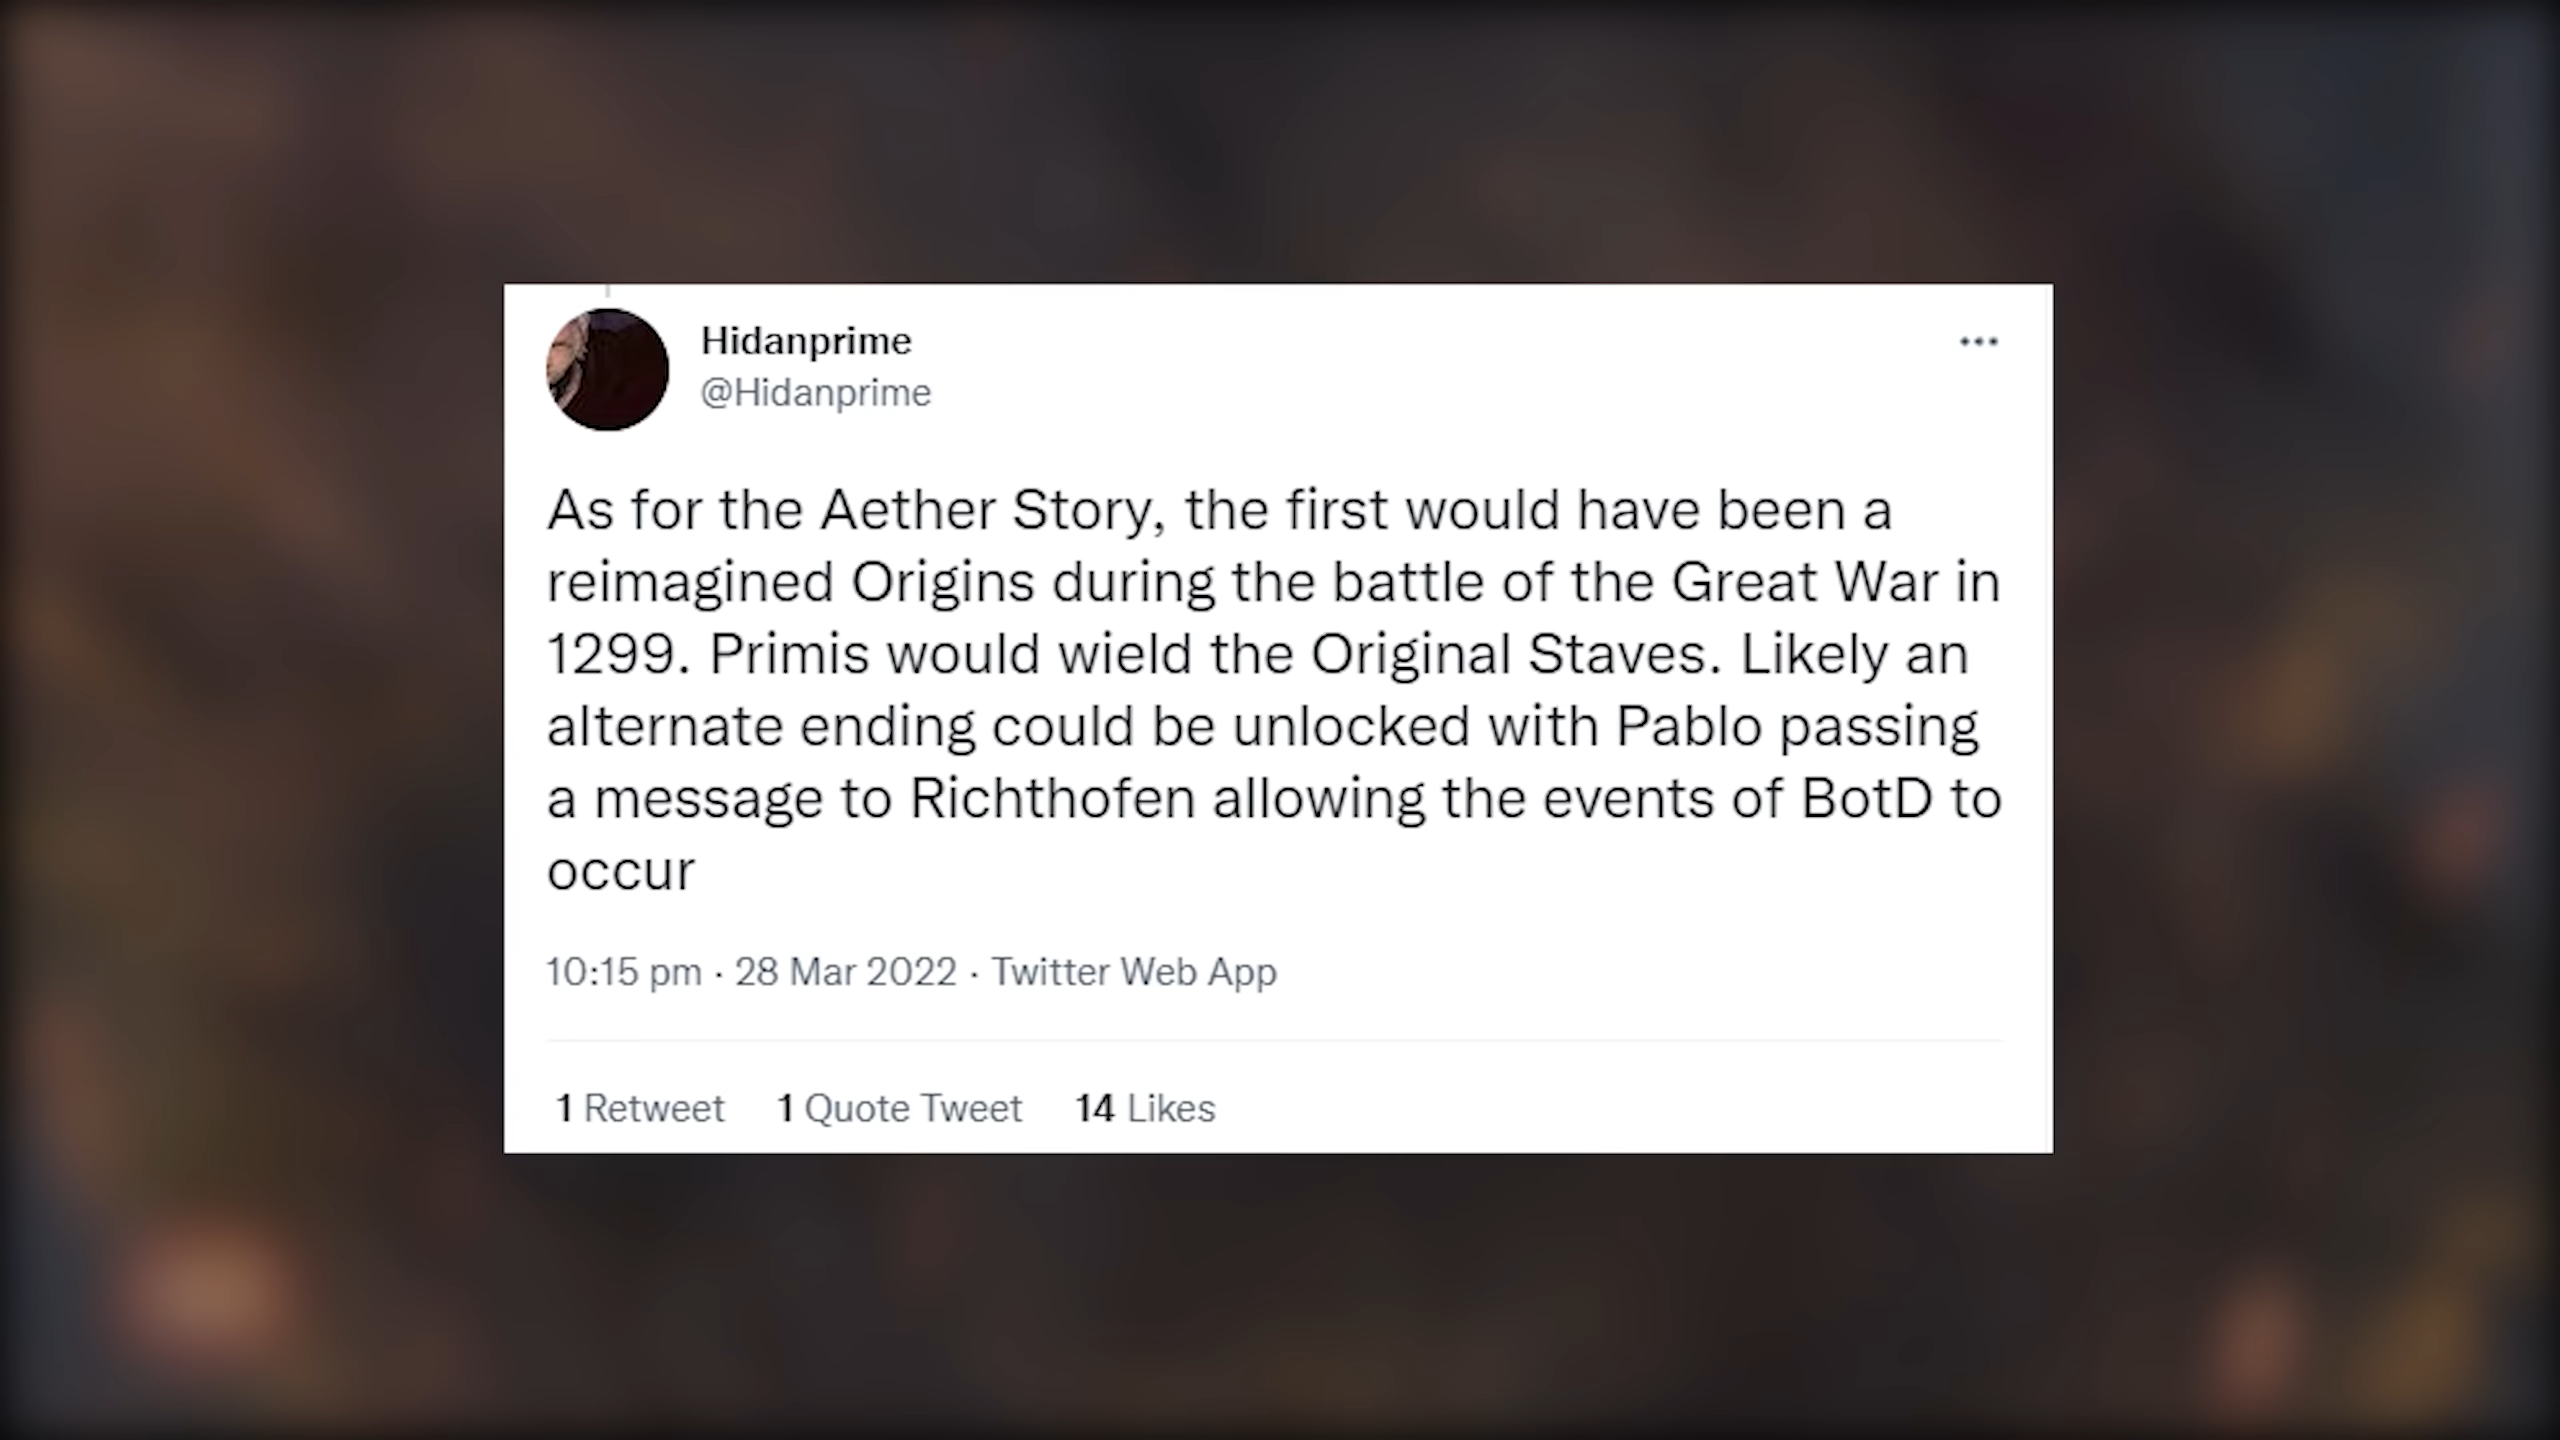 Hidanprime
@Hidanprime
As for the Aether Story, the first would have been a
reimagined Origins during the battle of the Great War in
1299. Primis would wield the Original Staves. Likely an
alternate ending could be unlocked with Pablo passing
a message to Richthofen allowing the events of BotD to
occur
10:15 pm · 28 Mar 2022 · Twitter Web App
1 Retweet 1 Quote Tweet 14 Likes